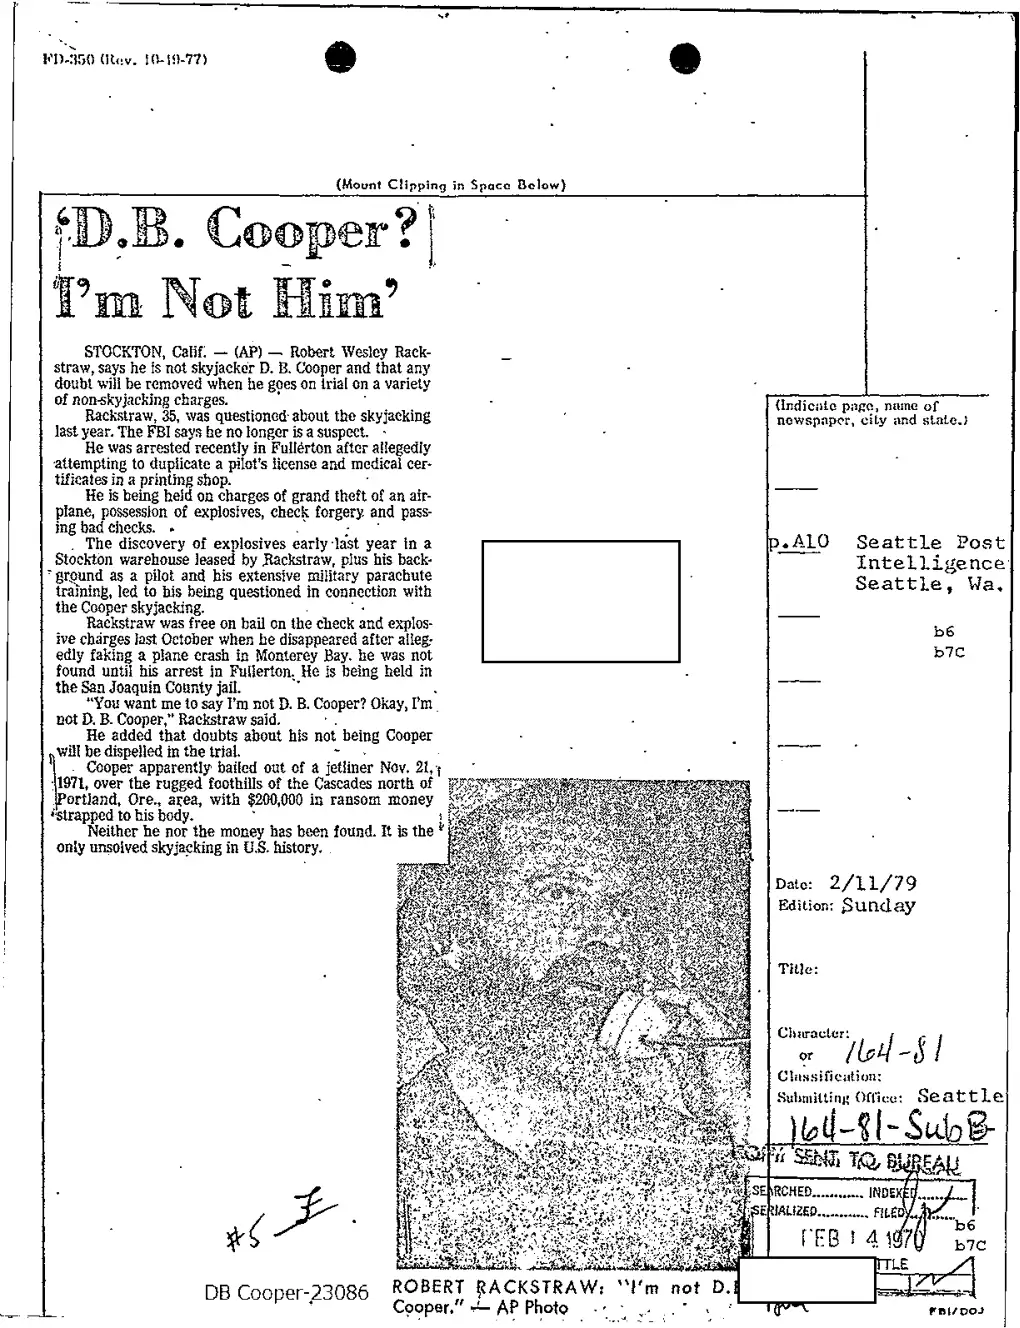 FD-350 (Rev. 10-19-77)
(Mount Clipping in Space Below)
'D.B. Cooper?
I'm Not Him'
STOCKTON, Calif. — (AP) — Robert Wesley Rack-
straw, says he is not skyjacker D. B. Cooper and that any
doubt will be removed when he goes on trial on a variety
of non-skyjacking charges.
Rackstraw, 35, was questioned about the skyjacking
last year. The FBI says he no longer is a suspect.
He was arrested recently in Fullerton after allegedly
attempting to duplicate a pilot's license and medical cer-
tificates in a printing shop.
He is being held on charges of grand theft of an air-
plane, possession of explosives, check forgery and pass-
ing bad checks.
The discovery of explosives early last year in a
Stockton warehouse leased by Rackstraw, plus his back-
ground as a pilot and his extensive military parachute
training, led to his being questioned in connection with
the Cooper skyjacking.
Rackstraw was free on bail on the check and explos-
ive charges last October when he disappeared after alleg-
edly faking a plane crash in Monterey Bay. he was not
found until his arrest in Fullerton. He is being held in
the San Joaquin County jail.
"You want me to say I'm not D. B. Cooper? Okay, I'm
not D. B. Cooper," Rackstraw said.
He added that doubts about his not being Cooper
will be dispelled in the trial.
Cooper apparently bailed out of a jetliner Nov. 21,
1971, over the rugged foothills of the Cascades north of
Portland, Ore., area, with $200,000 in ransom money
strapped to his body.
Neither he nor the money has been found. It is the
only unsolved skyjacking in U.S. history.
(Indicate page, name of
newspaper, city and state.)
p.A10 Seattle Post
Intelligence
Seattle, Wa.
b6
b7C
Date: 2/11/79
Edition: Sunday
Title:
Character:
or 164-81
Classification:
Submitting Office: Seattle
164-81-Sub B
SENT TO BUREAU
SEARCHED............ INDEXED............
SERIALIZED............ FILED............
FEB 14 1979
b6
b7C
TTLE
FBI/DOJ
#5
DB Cooper-23086
ROBERT RACKSTRAW: "I'm not D.
Cooper." — AP Photo